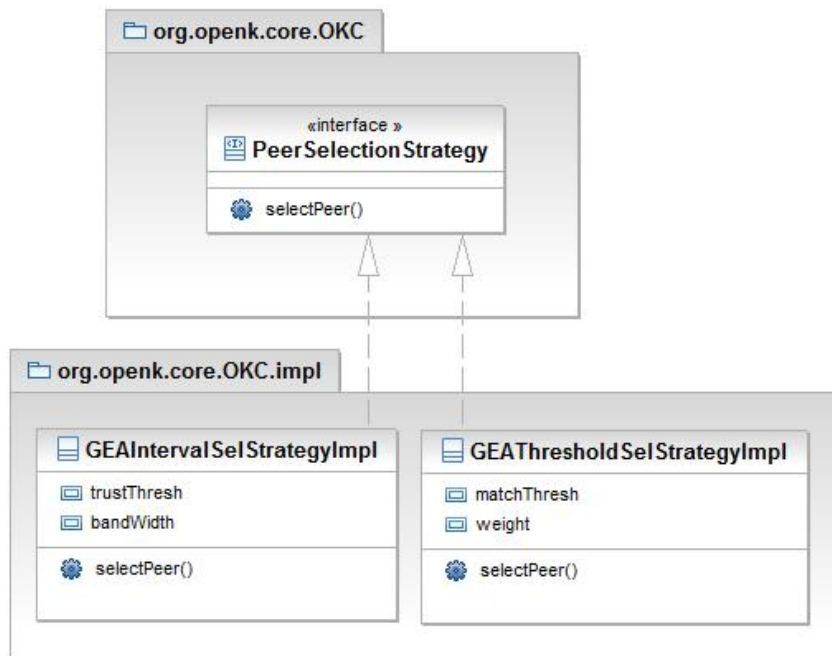 org.openk.core.OKC
«interface »
PeerSelectionStrategy
selectPeer()
org.openk.core.OKC.impl
GEAIntervalSelStrategyImpl
trustThresh
bandWidth
selectPeer()
GEAThresholdSelStrategyImpl
matchThresh
weight
selectPeer()